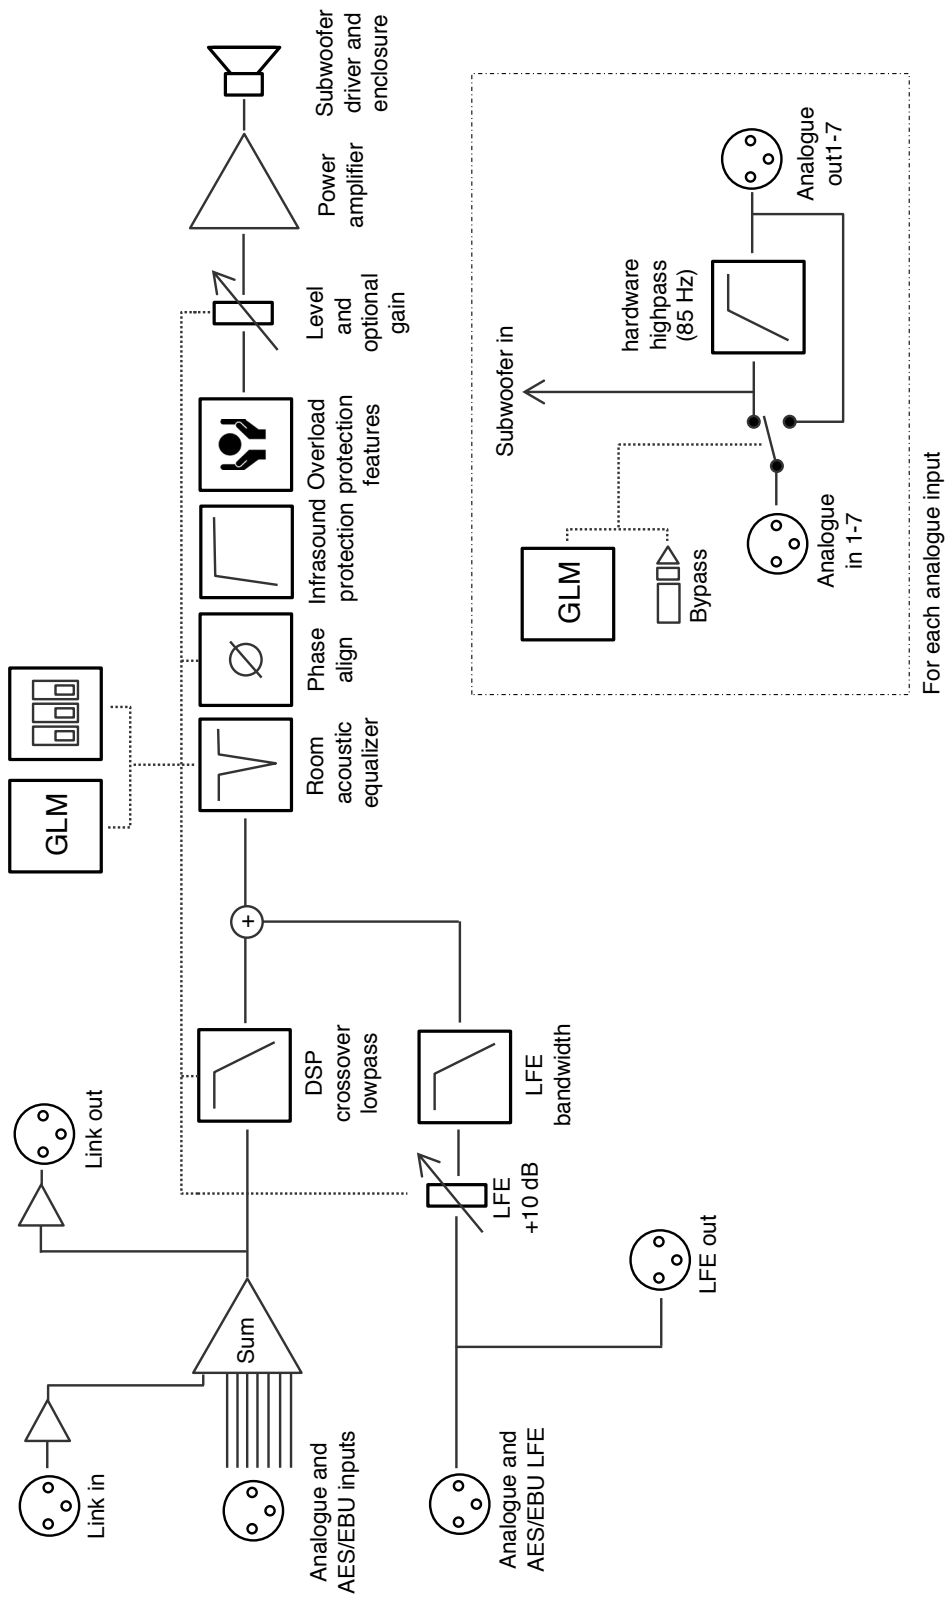 Link in
Analogue and
AES/EBU inputs
Sum
Link out
Analogue and
AES/EBU LFE
LFE out
LFE
+10 dB
DSP
crossover
lowpass
LFE
bandwidth
+
GLM
Room
acoustic
equalizer
Phase
align
Infrasound
protection
Overload
protection
features
Level
and
optional
gain
Power
amplifier
Subwoofer
driver and
enclosure
GLM
Bypass
Subwoofer in
Analogue
in 1-7
hardware
highpass
(85 Hz)
Analogue
out1-7
For each analogue input